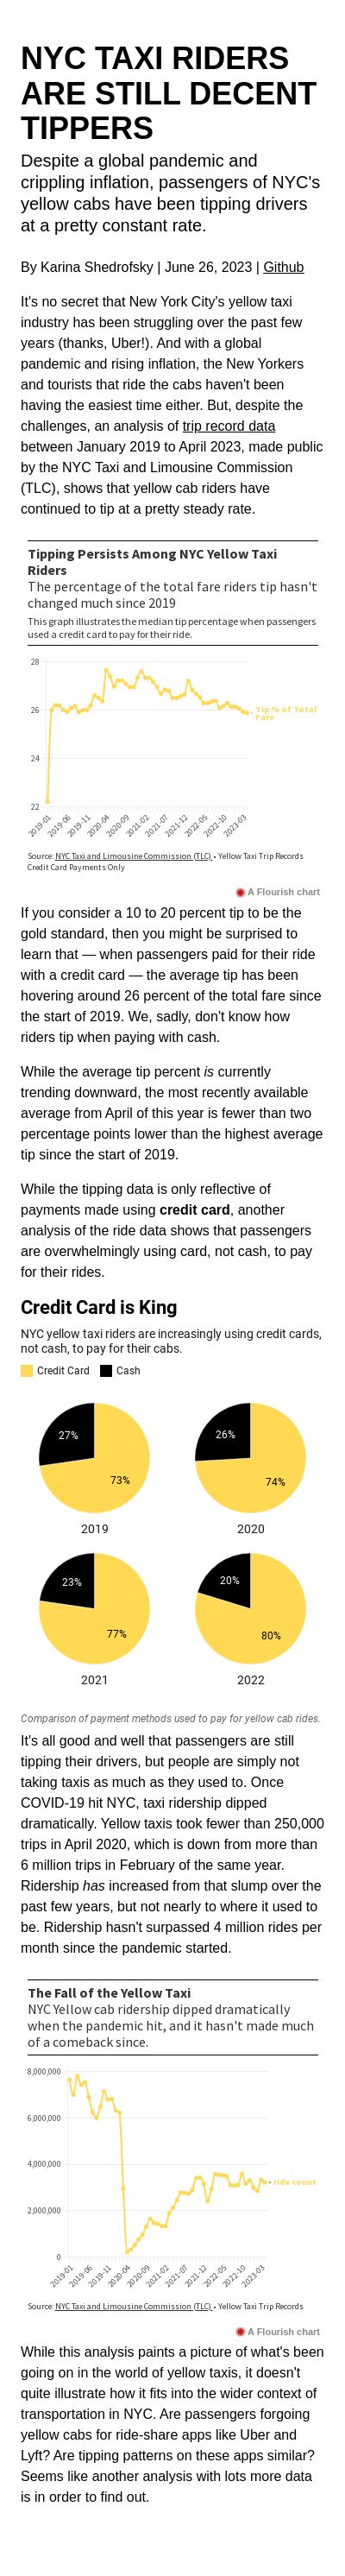 NYC TAXI RIDERS
ARE STILL DECENT
TIPPERS
Despite a global pandemic and
crippling inflation, passengers of NYC's
yellow cabs have been tipping drivers
at a pretty constant rate.
By Karina Shedrofsky | June 26, 2023 | Github
It's no secret that New York City's yellow taxi
industry has been struggling over the past few
years (thanks, Uber!). And with a global
pandemic and rising inflation, the New Yorkers
and tourists that ride the cabs haven't been
having the easiest time either. But, despite the
challenges, an analysis of trip record data
between January 2019 to April 2023, made public
by the NYC Taxi and Limousine Commission
(TLC), shows that yellow cab riders have
continued to tip at a pretty steady rate.
Tipping Persists Among NYC Yellow Taxi
Riders
The percentage of the total fare riders tip hasn't
changed much since 2019
This graph illustrates the median tip percentage when passengers
used a credit card to pay for their ride.
28
26
24
22
Tip % of Total
Fare
2019-01 2019-06 2019-11 2020-04 2020-09 2021-02 2021-07 2021-12 2022-05 2022-10 2023-03
Source: NYC Taxi and Limousine Commission (TLC) • Yellow Taxi Trip Records
Credit Card Payments Only
A Flourish chart
If you consider a 10 to 20 percent tip to be the
gold standard, then you might be surprised to
learn that — when passengers paid for their ride
with a credit card — the average tip has been
hovering around 26 percent of the total fare since
the start of 2019. We, sadly, don't know how
riders tip when paying with cash.
While the average tip percent is currently
trending downward, the most recently available
average from April of this year is fewer than two
percentage points lower than the highest average
tip since the start of 2019.
While the tipping data is only reflective of
payments made using credit card, another
analysis of the ride data shows that passengers
are overwhelmingly using card, not cash, to pay
for their rides.
Credit Card is King
NYC yellow taxi riders are increasingly using credit cards,
not cash, to pay for their cabs.
Credit Card Cash
27% 73%
26% 74%
2019 2020
23% 77%
20% 80%
2021 2022
Comparison of payment methods used to pay for yellow cab rides.
It's all good and well that passengers are still
tipping their drivers, but people are simply not
taking taxis as much as they used to. Once
COVID-19 hit NYC, taxi ridership dipped
dramatically. Yellow taxis took fewer than 250,000
trips in April 2020, which is down from more than
6 million trips in February of the same year.
Ridership has increased from that slump over the
past few years, but not nearly to where it used to
be. Ridership hasn't surpassed 4 million rides per
month since the pandemic started.
The Fall of the Yellow Taxi
NYC Yellow cab ridership dipped dramatically
when the pandemic hit, and it hasn't made much
of a comeback since.
8,000,000
6,000,000
4,000,000
2,000,000
0
ride count
2019-01 2019-06 2019-11 2020-04 2020-09 2021-02 2021-07 2021-12 2022-05 2022-10 2023-03
Source: NYC Taxi and Limousine Commission (TLC) • Yellow Taxi Trip Records
A Flourish chart
While this analysis paints a picture of what's been
going on in the world of yellow taxis, it doesn't
quite illustrate how it fits into the wider context of
transportation in NYC. Are passengers forgoing
yellow cabs for ride-share apps like Uber and
Lyft? Are tipping patterns on these apps similar?
Seems like another analysis with lots more data
is in order to find out.